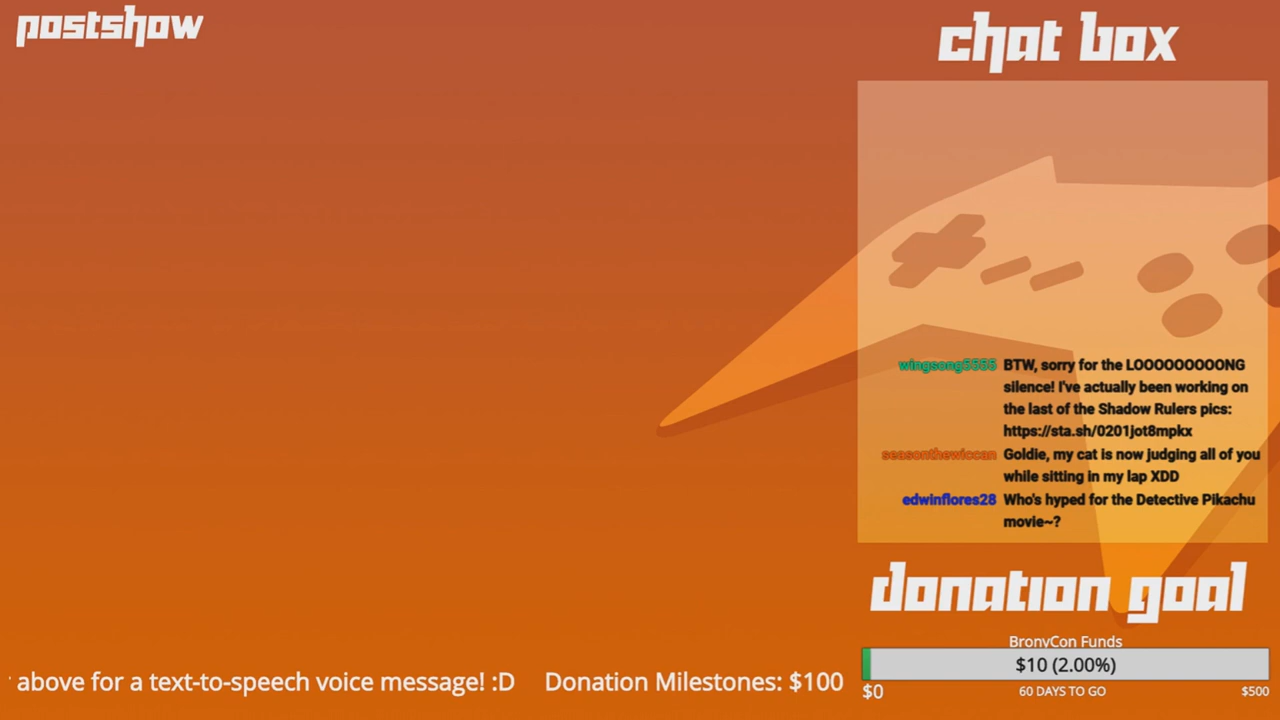 postshow
chat box
wingsong5555 BTW, sorry for the LOOOOOOOOONG
silence! I've actually been working on
the last of the Shadow Rulers pics:
https://sta.sh/0201jot8mpkx
seasonthewiccan Goldie, my cat is now judging all of you
while sitting in my lap XDD
edwinflores28 Who's hyped for the Detective Pikachu
movie~?
donation goal
BronyCon Funds
$10 (2.00%)
$0 60 DAYS TO GO $500
above for a text-to-speech voice message! :D Donation Milestones: $100